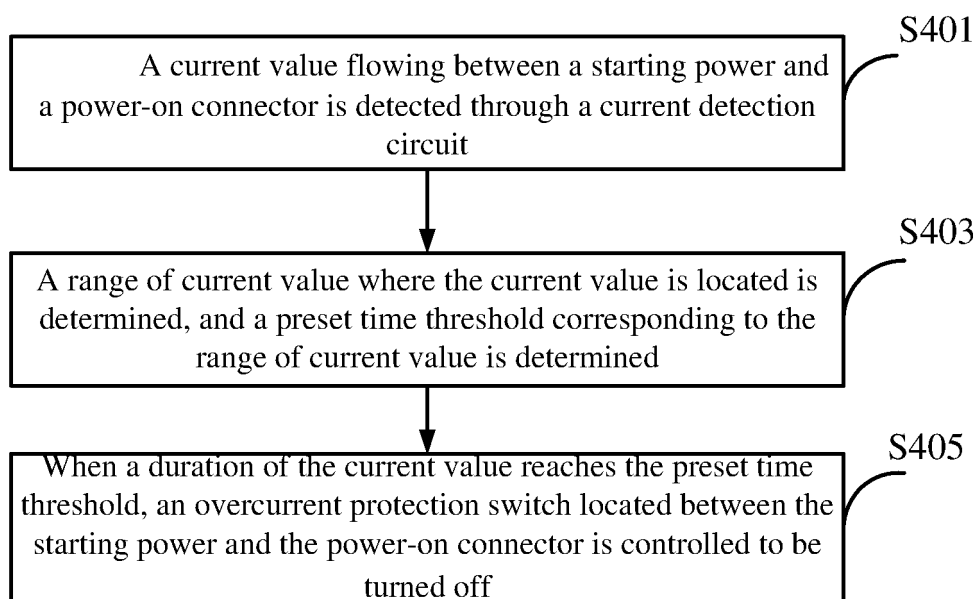 S401
A current value flowing between a starting power and
a power-on connector is detected through a current detection
circuit
S403
A range of current value where the current value is located is
determined, and a preset time threshold corresponding to the
range of current value is determined
S405
When a duration of the current value reaches the preset time
threshold, an overcurrent protection switch located between the
starting power and the power-on connector is controlled to be
turned off